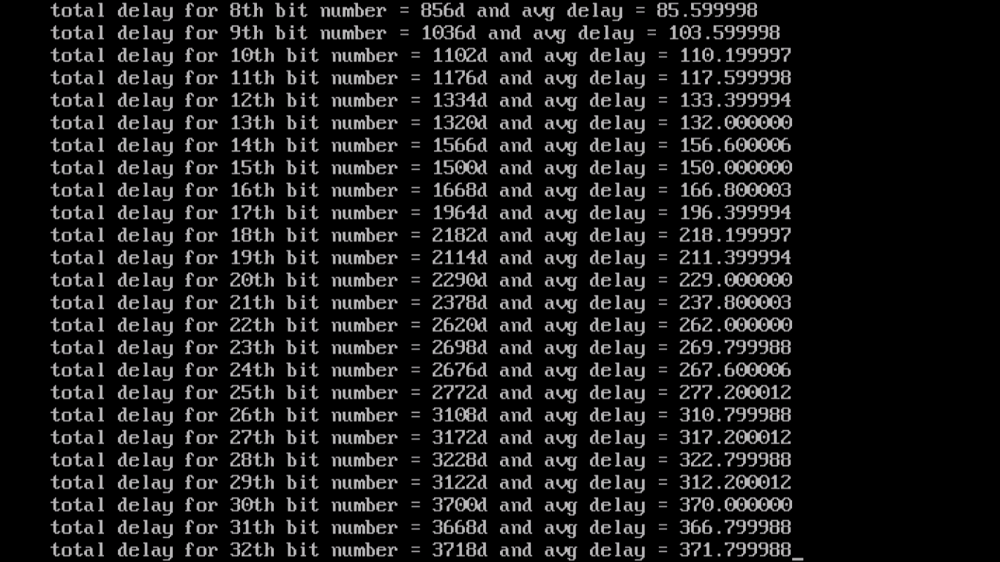 total delay for 8th bit number = 856d and avg delay = 85.599998
total delay for 9th bit number = 1036d and avg delay = 103.599998
total delay for 10th bit number = 1102d and avg delay = 110.199997
total delay for 11th bit number = 1176d and avg delay = 117.599998
total delay for 12th bit number = 1334d and avg delay = 133.399994
total delay for 13th bit number = 1320d and avg delay = 132.000000
total delay for 14th bit number = 1566d and avg delay = 156.600006
total delay for 15th bit number = 1500d and avg delay = 150.000000
total delay for 16th bit number = 1668d and avg delay = 166.800003
total delay for 17th bit number = 1964d and avg delay = 196.399994
total delay for 18th bit number = 2182d and avg delay = 218.199997
total delay for 19th bit number = 2114d and avg delay = 211.399994
total delay for 20th bit number = 2290d and avg delay = 229.000000
total delay for 21th bit number = 2378d and avg delay = 237.800003
total delay for 22th bit number = 2620d and avg delay = 262.000000
total delay for 23th bit number = 2698d and avg delay = 269.799988
total delay for 24th bit number = 2676d and avg delay = 267.600006
total delay for 25th bit number = 2772d and avg delay = 277.200012
total delay for 26th bit number = 3108d and avg delay = 310.799988
total delay for 27th bit number = 3172d and avg delay = 317.200012
total delay for 28th bit number = 3228d and avg delay = 322.799988
total delay for 29th bit number = 3122d and avg delay = 312.200012
total delay for 30th bit number = 3700d and avg delay = 370.000000
total delay for 31th bit number = 3668d and avg delay = 366.799988
total delay for 32th bit number = 3718d and avg delay = 371.799988_